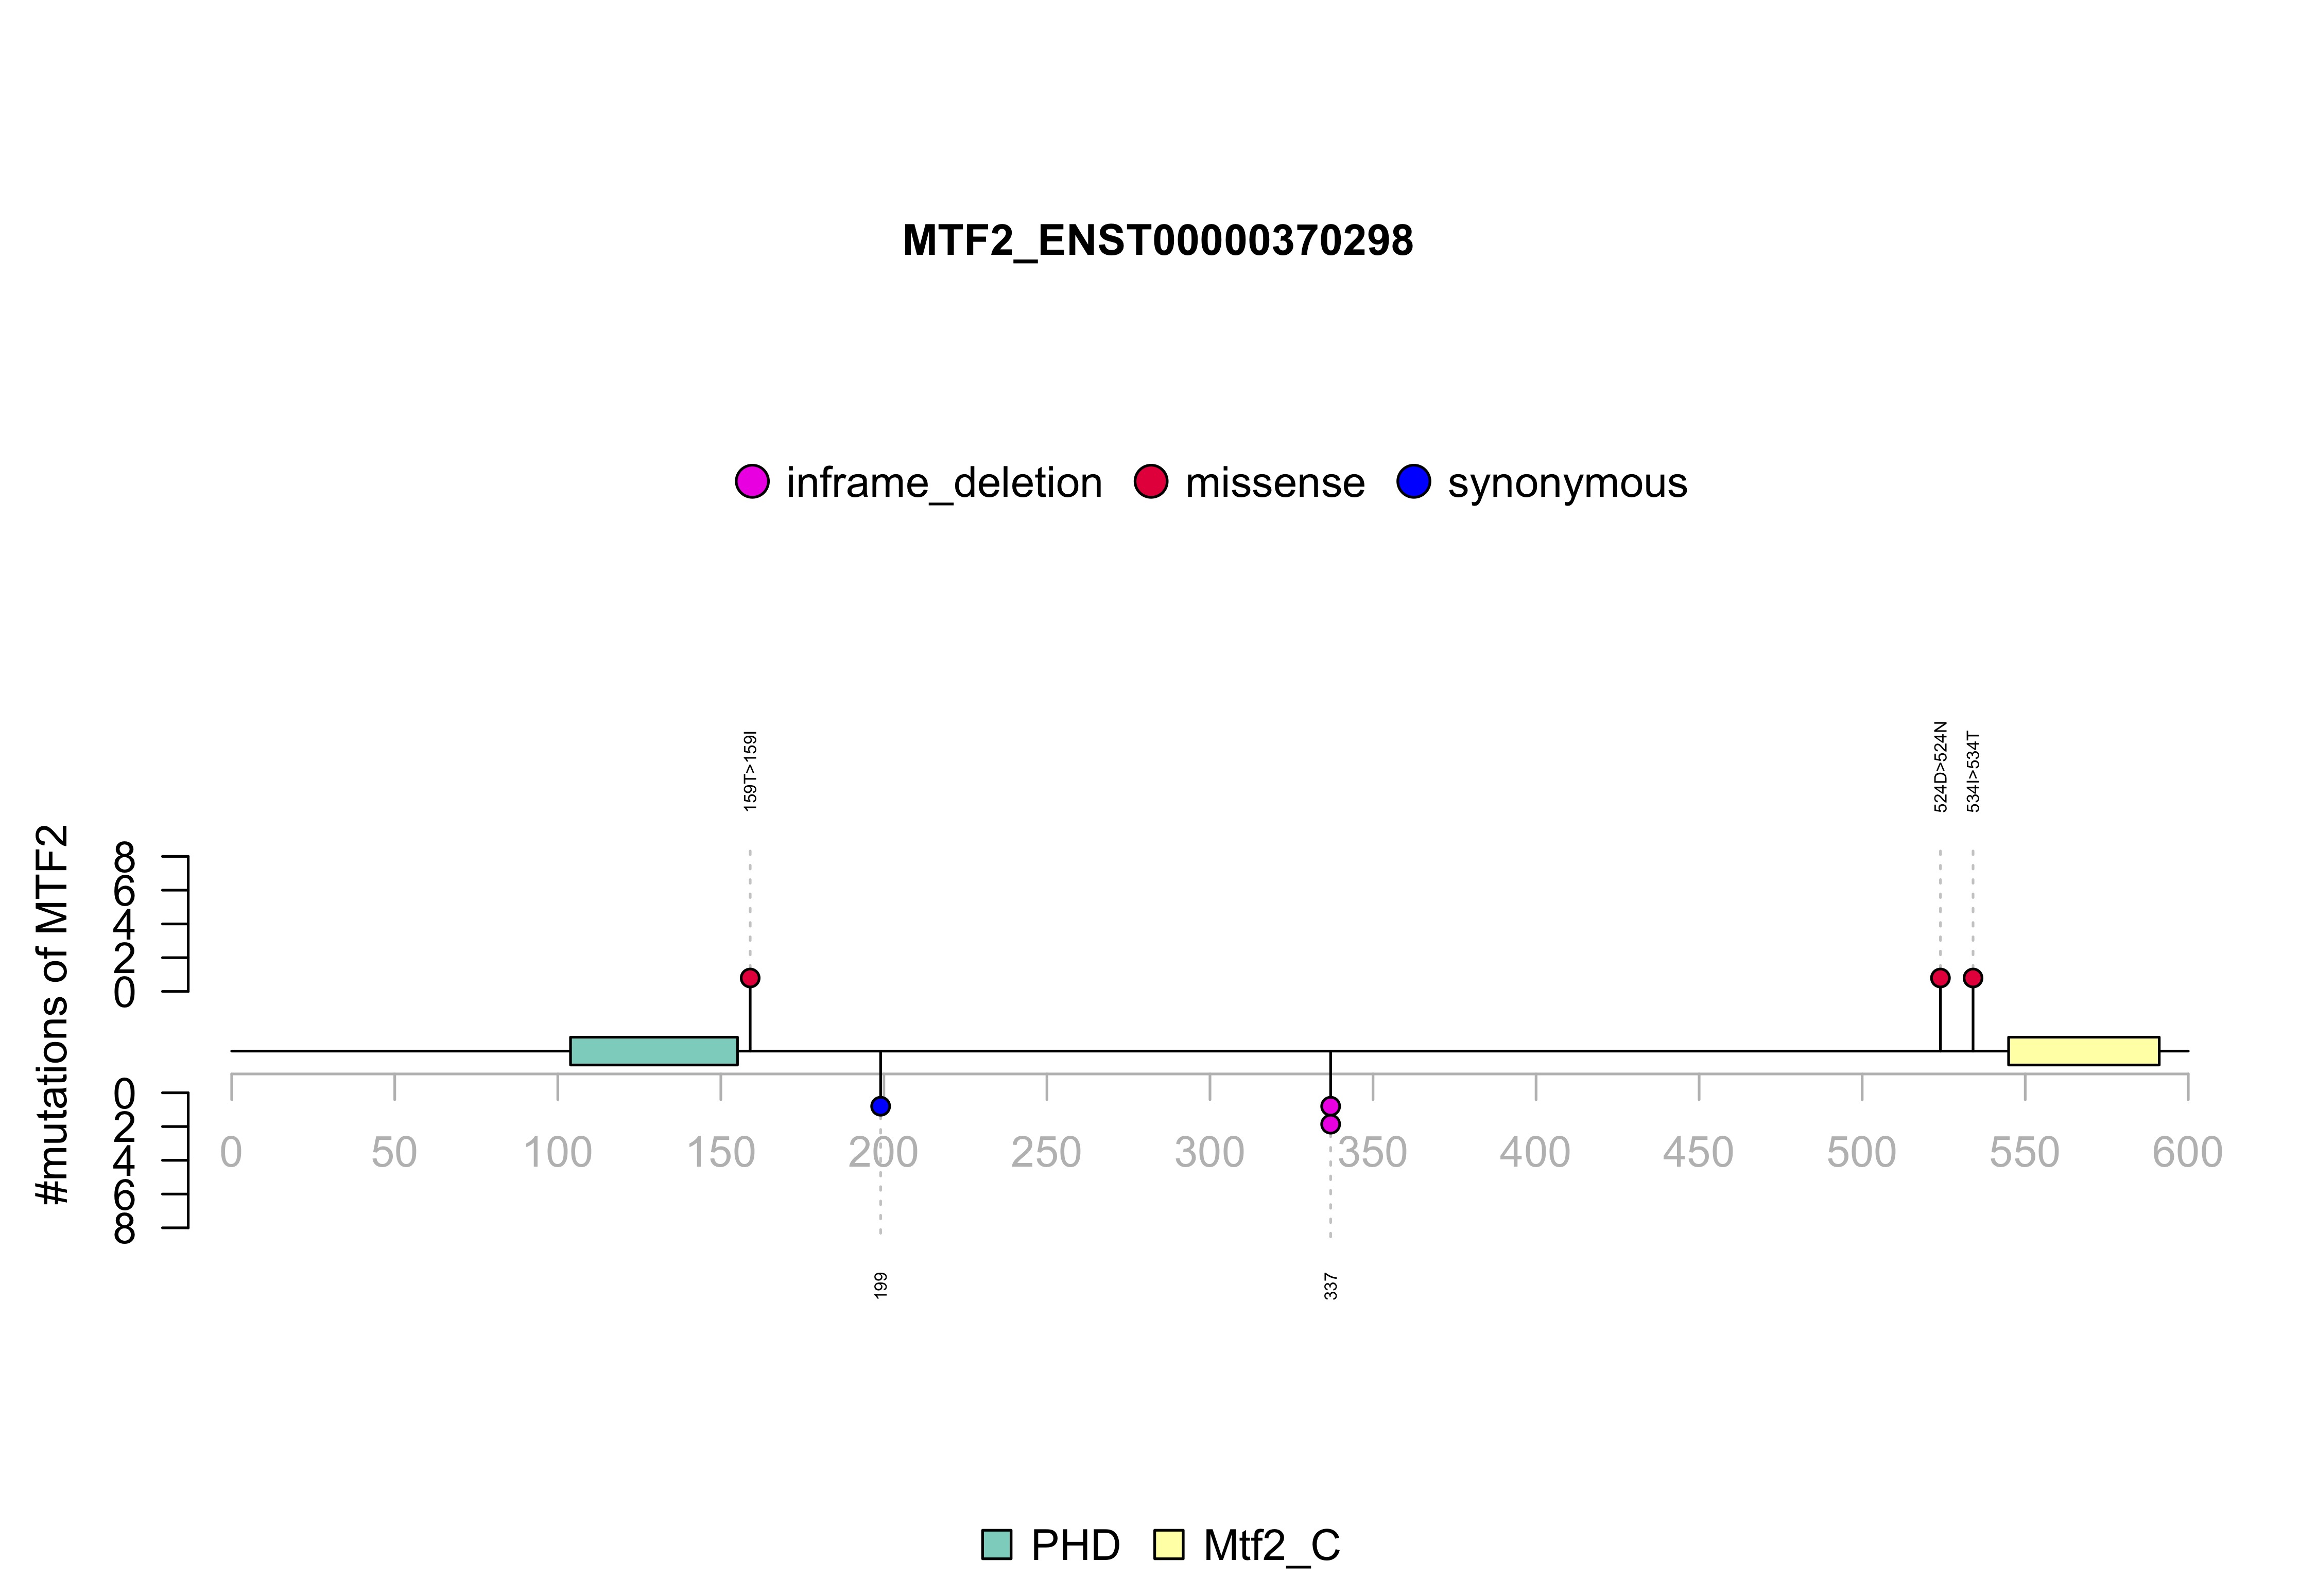 MTF2_ENST00000370298
inframe_deletion missense synonymous
159T>159I
524D>524N
534I>534T
#mutations of MTF2
8
6
4
2
0
0
2
4
6
8
0 50 100 150 200 250 300 350 400 450 500 550 600
199
337
PHD Mtf2_C